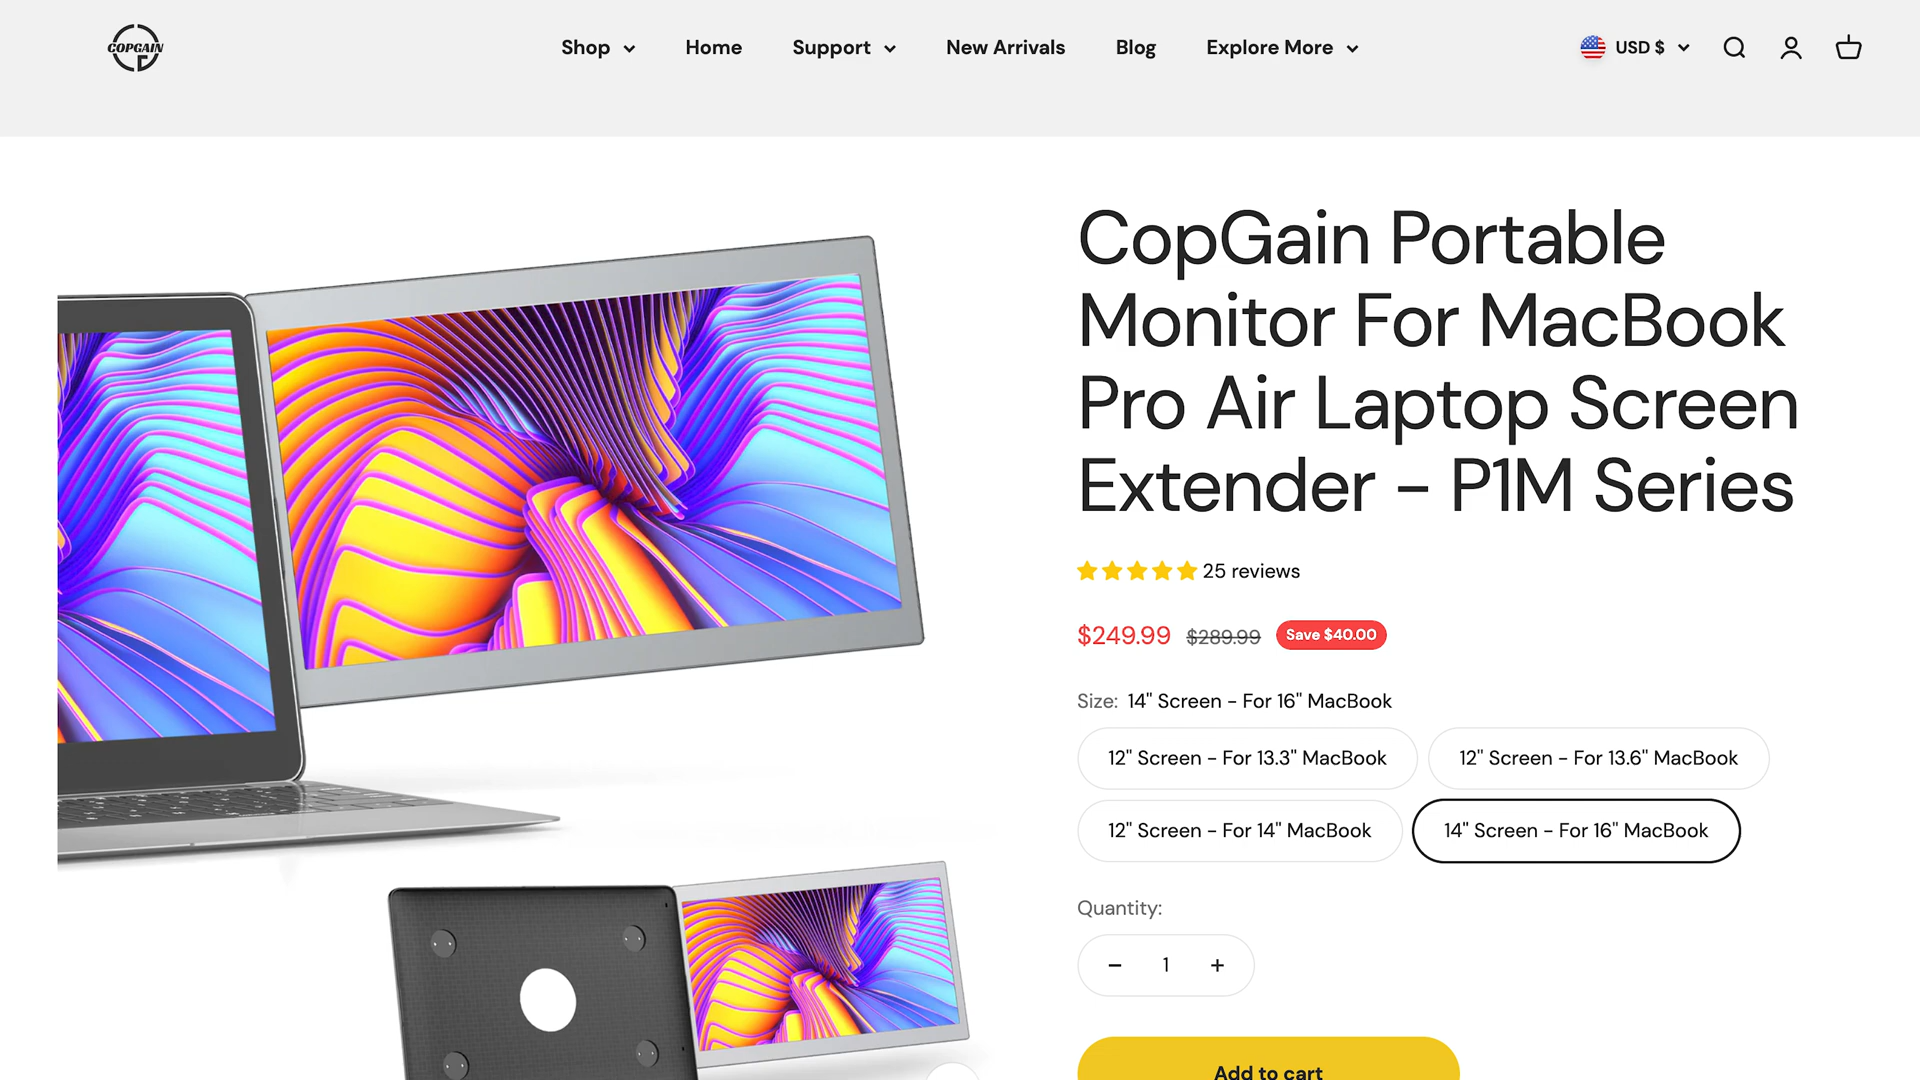 COPGAIN
Shop
Home
Support
New Arrivals
Blog
Explore More
USD $
CopGain Portable
Monitor For MacBook
Pro Air Laptop Screen
Extender - P1M Series
25 reviews
$249.99 $289.99 Save $40.00
Size: 14" Screen - For 16" MacBook
12" Screen - For 13.3" MacBook
12" Screen - For 13.6" MacBook
12" Screen - For 14" MacBook
14" Screen - For 16" MacBook
Quantity:
− 1 +
Add to cart